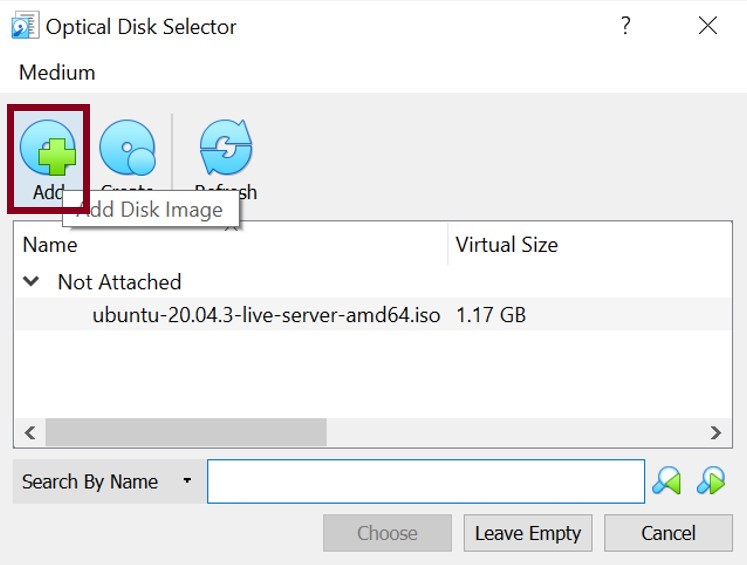 Optical Disk Selector
?
Medium
Add Create Refresh
Add Disk Image
Name Virtual Size
Not Attached
ubuntu-20.04.3-live-server-amd64.iso 1.17 GB
Search By Name
Choose Leave Empty Cancel